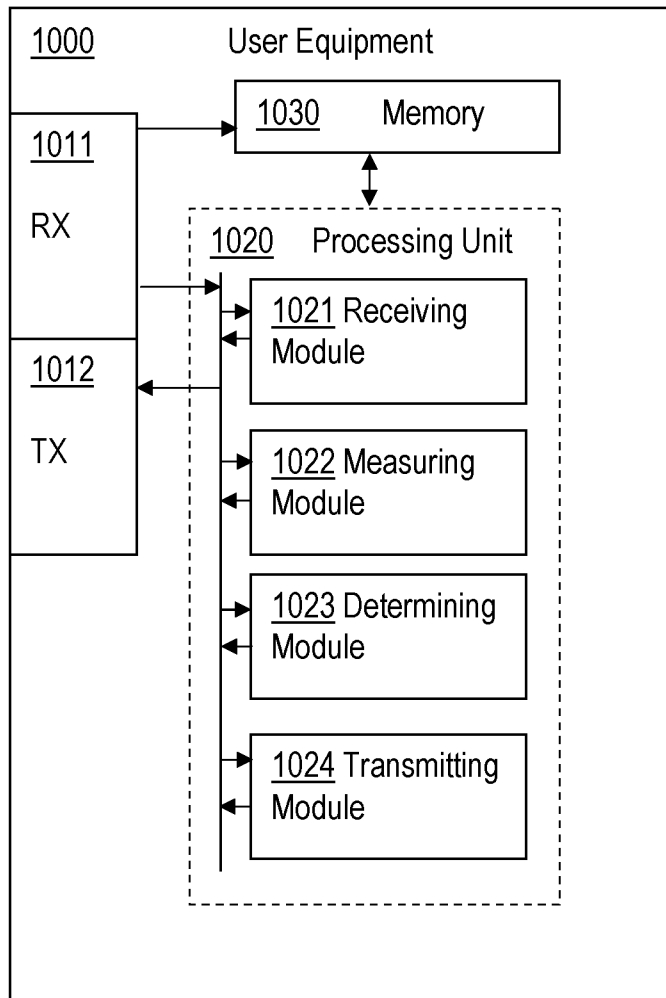 1000 User Equipment
1030 Memory
1011
RX
1020 Processing Unit
1021 Receiving
Module
1012
TX
1022 Measuring
Module
1023 Determining
Module
1024 Transmitting
Module